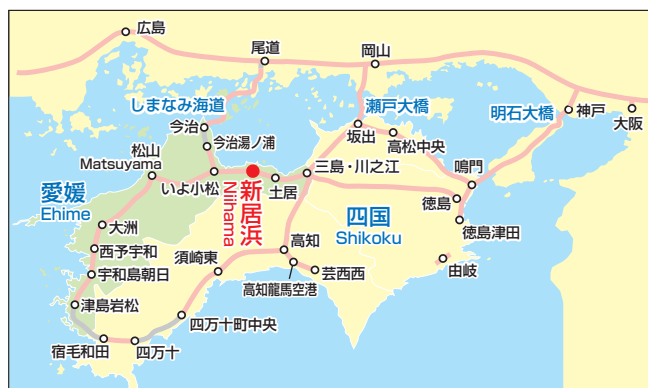 広島
尾道
岡山
しまなみ海道
瀬戸大橋
明石大橋
神戸
大阪
今治
今治湯ノ浦
坂出
高松中央
松山
Matsuyama
いよ小松
新居浜
Niihama
土居
三島・川之江
鳴門
愛媛
Ehime
四国
Shikoku
徳島
徳島津田
大洲
西予宇和
宇和島朝日
須崎東
高知
高知龍馬空港
芸西西
由岐
津島岩松
四万十町中央
宿毛和田
四万十